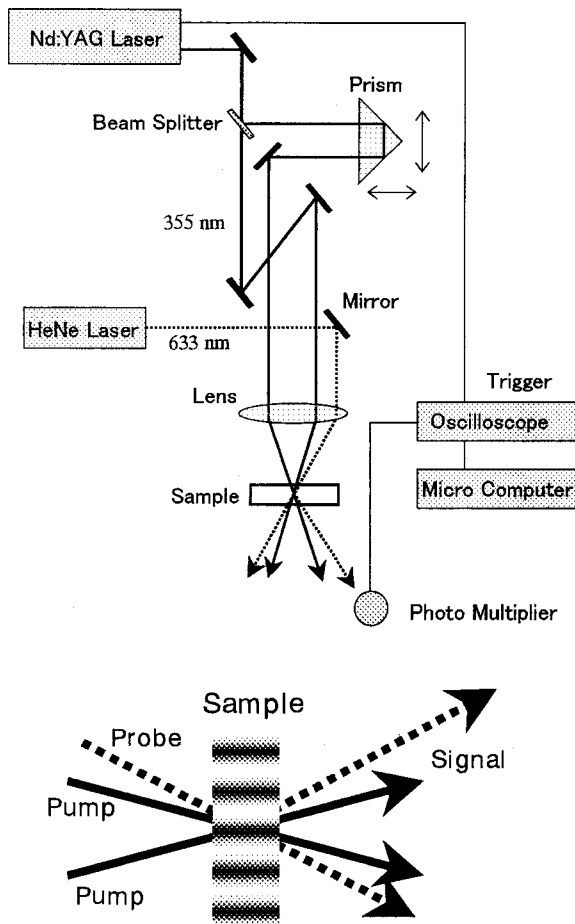 Nd:YAG Laser
Prism
Beam Splitter
355 nm
Mirror
HeNe Laser
633 nm
Trigger
Lens
Oscilloscope
Sample
Micro Computer
Photo Multiplier
Sample
Probe
Signal
Pump
Pump